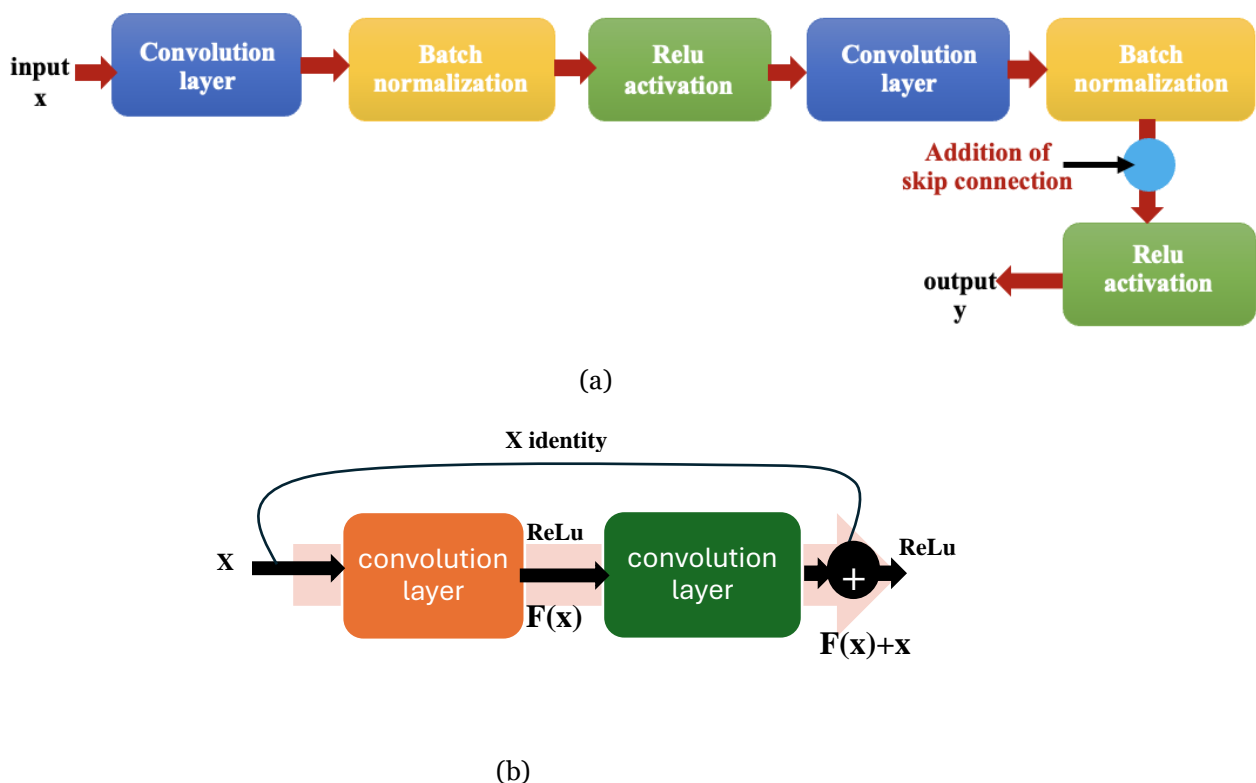 input
x
Convolution
layer
Batch
normalization
Relu
activation
Convolution
layer
Batch
normalization
Addition of
skip connection
Relu
activation
output
y
(a)
X identity
X
convolution
layer
ReLu
F(x)
convolution
layer
+
ReLu
F(x)+x
(b)